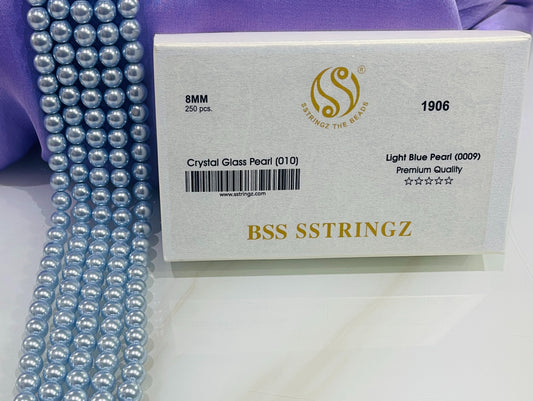 8MM
250 pcs.
®
SSTRINGZ THE BEADS
1906
Crystal Glass Pearl (010)
www.sstringz.com
Light Blue Pearl (0009)
Premium Quality
☆☆☆☆☆
BSS SSTRINGZ